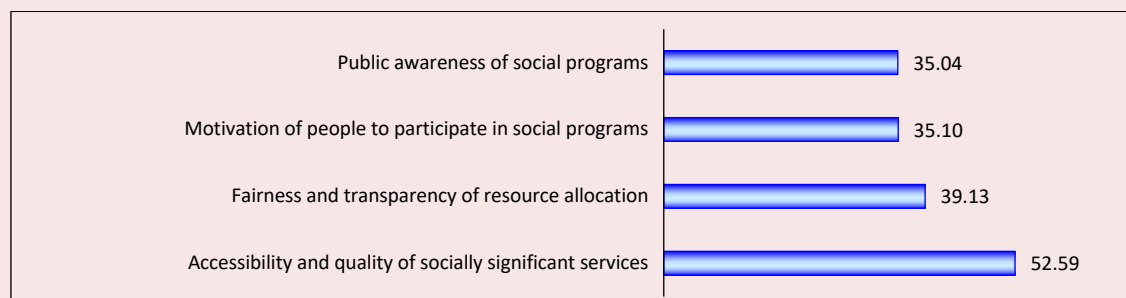 Public awareness of social programs 35.04
Motivation of people to participate in social programs 35.10
Fairness and transparency of resource allocation 39.13
Accessibility and quality of socially significant services 52.59